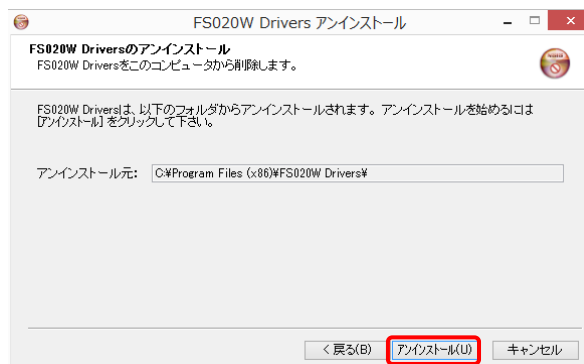 FS020W Drivers アンインストール
FS020W Driversのアンインストール
FS020W Driversをこのコンピュータから削除します。
FS020W Driversは、以下のフォルダからアンインストールされます。アンインストールを始めるには
[アンインストール] をクリックして下さい。
アンインストール元: C:¥Program Files (x86)¥FS020W Drivers¥
< 戻る(B) アンインストール(U) キャンセル